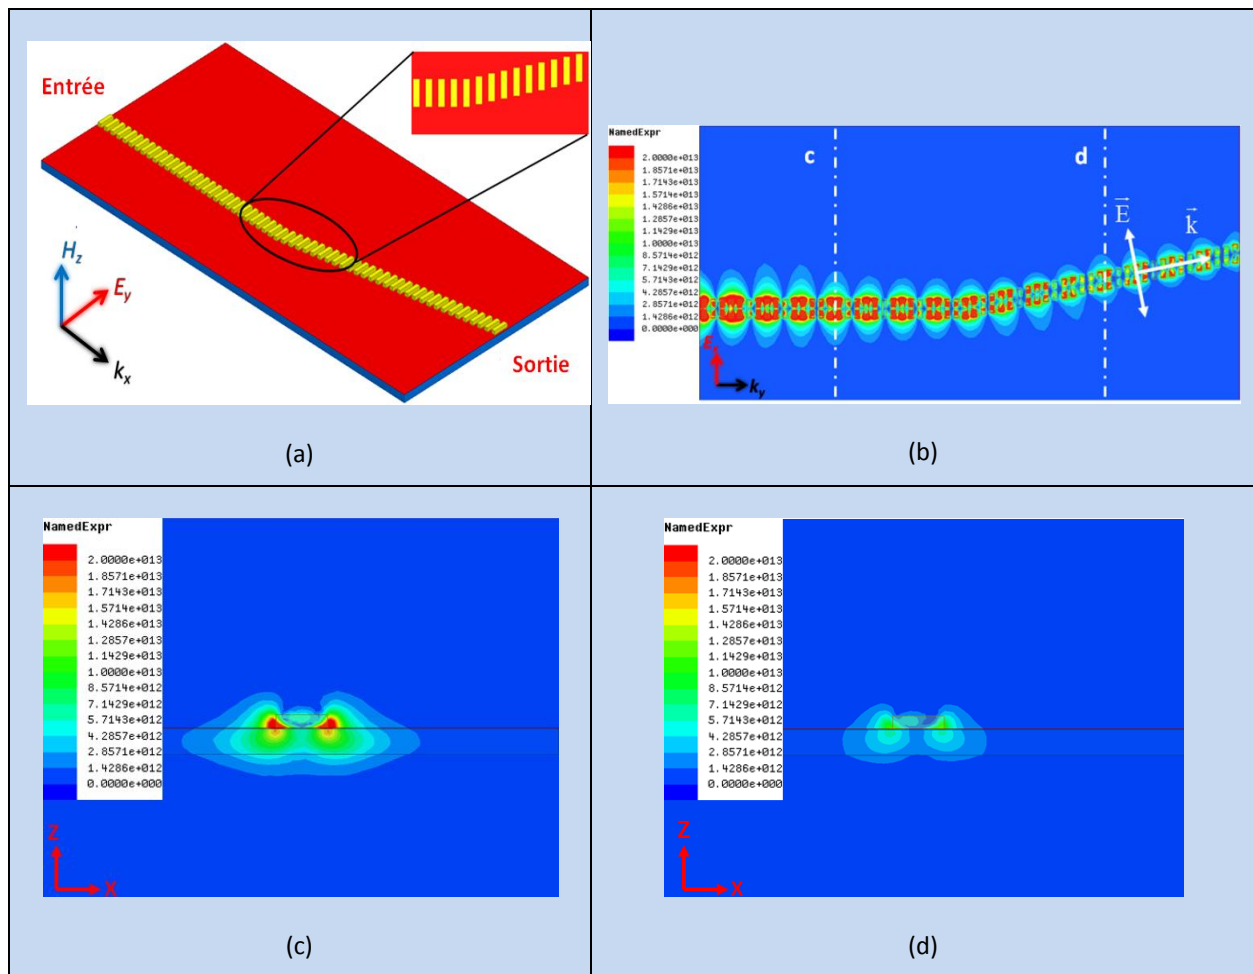 Entrée
Hz
Ey
kx
Sortie
(a)
NamedExpr
2.0000e+013
1.8571e+013
1.7143e+013
1.5714e+013
1.4286e+013
1.2857e+013
1.1429e+013
1.0000e+013
8.5714e+012
7.1429e+012
5.7143e+012
4.2857e+012
2.8571e+012
1.4286e+012
0.0000e+000
c
d
E
k
ky
(b)
NamedExpr
2.0000e+013
1.8571e+013
1.7143e+013
1.5714e+013
1.4286e+013
1.2857e+013
1.1429e+013
1.0000e+013
8.5714e+012
7.1429e+012
5.7143e+012
4.2857e+012
2.8571e+012
1.4286e+012
0.0000e+000
Z
X
(c)
NamedExpr
2.0000e+013
1.8571e+013
1.7143e+013
1.5714e+013
1.4286e+013
1.2857e+013
1.1429e+013
1.0000e+013
8.5714e+012
7.1429e+012
5.7143e+012
4.2857e+012
2.8571e+012
1.4286e+012
0.0000e+000
Z
X
(d)